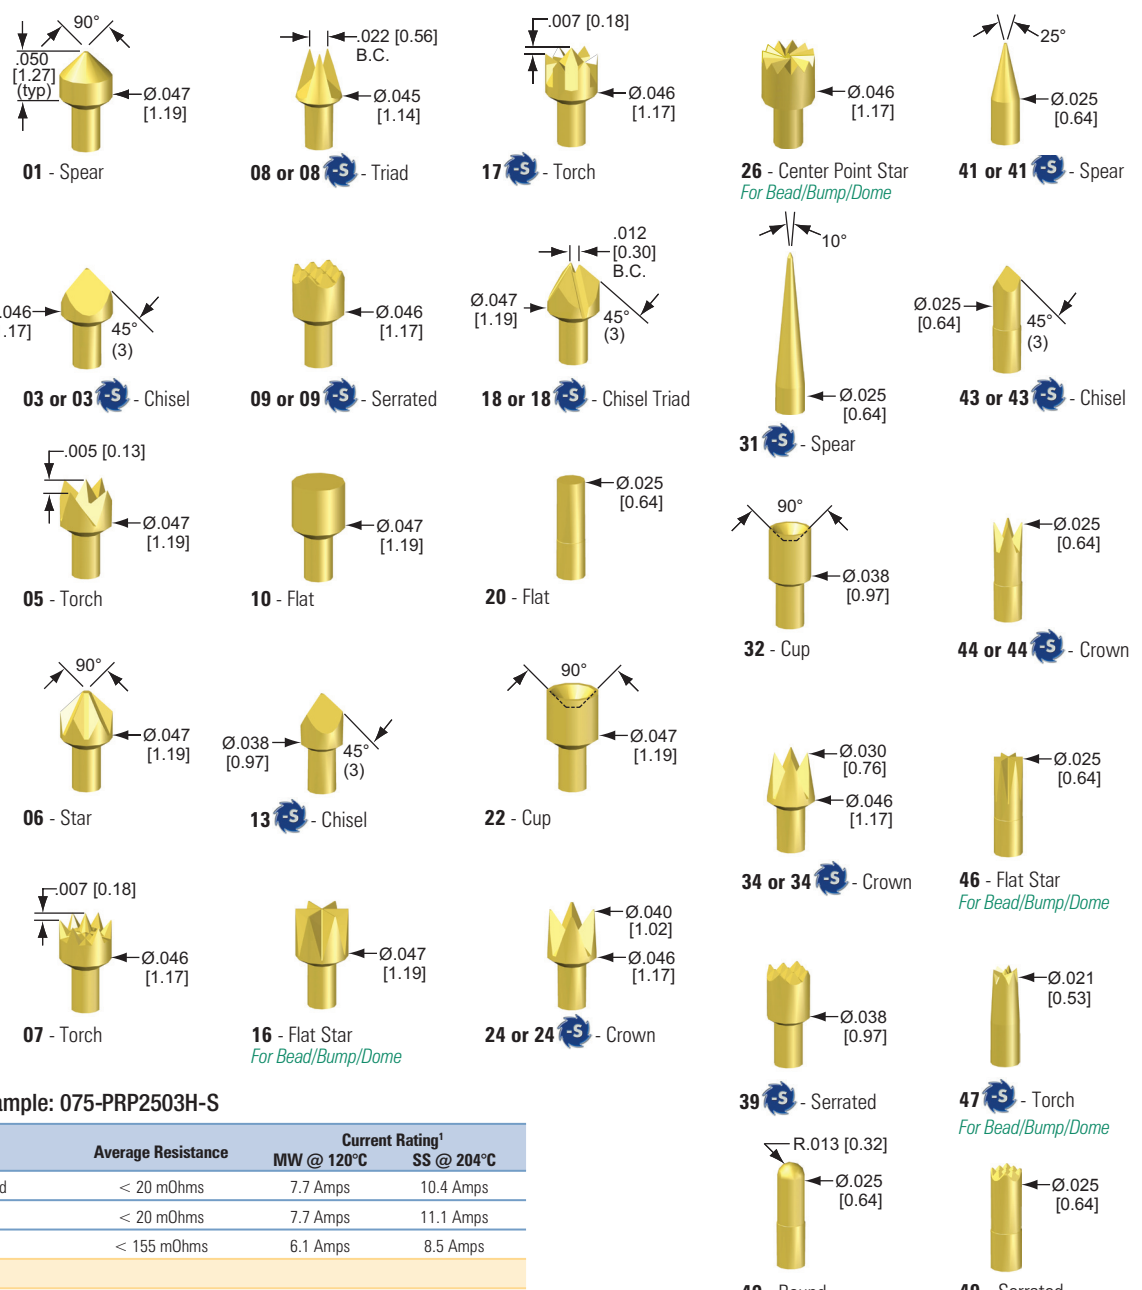 90°
.050
[1.27]
(typ)
Ø.047
[1.19]
01 - Spear
.022 [0.56]
B.C.
Ø.045
[1.14]
08 or 08 -S - Triad
.007 [0.18]
Ø.046
[1.17]
17 -S - Torch
Ø.046
[1.17]
26 - Center Point Star
For Bead/Bump/Dome
25°
Ø.025
[0.64]
41 or 41 -S - Spear
.046
.17]
45°
(3)
03 or 03 -S - Chisel
Ø.046
[1.17]
09 or 09 -S - Serrated
.012
[0.30]
B.C.
Ø.047
[1.19]
45°
(3)
18 or 18 -S - Chisel Triad
10°
Ø.025
[0.64]
31 -S - Spear
Ø.025
[0.64]
45°
(3)
43 or 43 -S - Chisel
.005 [0.13]
Ø.047
[1.19]
05 - Torch
Ø.047
[1.19]
10 - Flat
Ø.025
[0.64]
20 - Flat
90°
Ø.038
[0.97]
32 - Cup
Ø.025
[0.64]
44 or 44 -S - Crown
90°
Ø.047
[1.19]
06 - Star
Ø.038
[0.97]
45°
(3)
13 -S - Chisel
90°
Ø.047
[1.19]
22 - Cup
Ø.030
[0.76]
Ø.046
[1.17]
34 or 34 -S - Crown
Ø.025
[0.64]
46 - Flat Star
For Bead/Bump/Dome
.007 [0.18]
Ø.046
[1.17]
07 - Torch
Ø.047
[1.19]
16 - Flat Star
For Bead/Bump/Dome
Ø.040
[1.02]
Ø.046
[1.17]
24 or 24 -S - Crown
Ø.038
[0.97]
39 -S - Serrated
Ø.021
[0.53]
47 -S - Torch
For Bead/Bump/Dome
R.013 [0.32]
Ø.025
[0.64]
Ø.025
[0.64]
49 - Serrated
ample: 075-PRP2503H-S
Average Resistance
Current Rating¹
MW @ 120°C SS @ 204°C
d < 20 mOhms 7.7 Amps 10.4 Amps
< 20 mOhms 7.7 Amps 11.1 Amps
< 155 mOhms 6.1 Amps 8.5 Amps